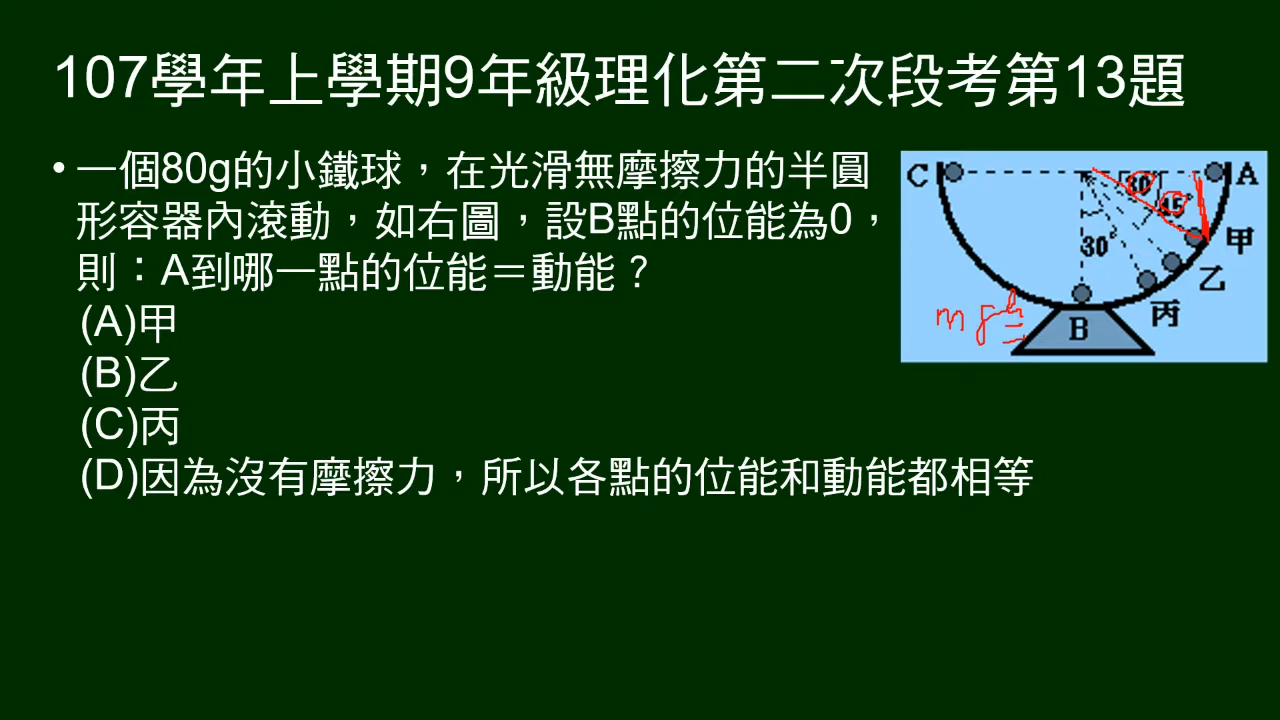 107學年上學期9年級理化第二次段考第13題
• 一個80g的小鐵球，在光滑無摩擦力的半圓
形容器內滾動，如右圖，設B點的位能為0，
則：A到哪一點的位能＝動能？
(A)甲
(B)乙
(C)丙
(D)因為沒有摩擦力，所以各點的位能和動能都相等
C
A
30°
45°
甲
30°
乙
丙
B
m g h